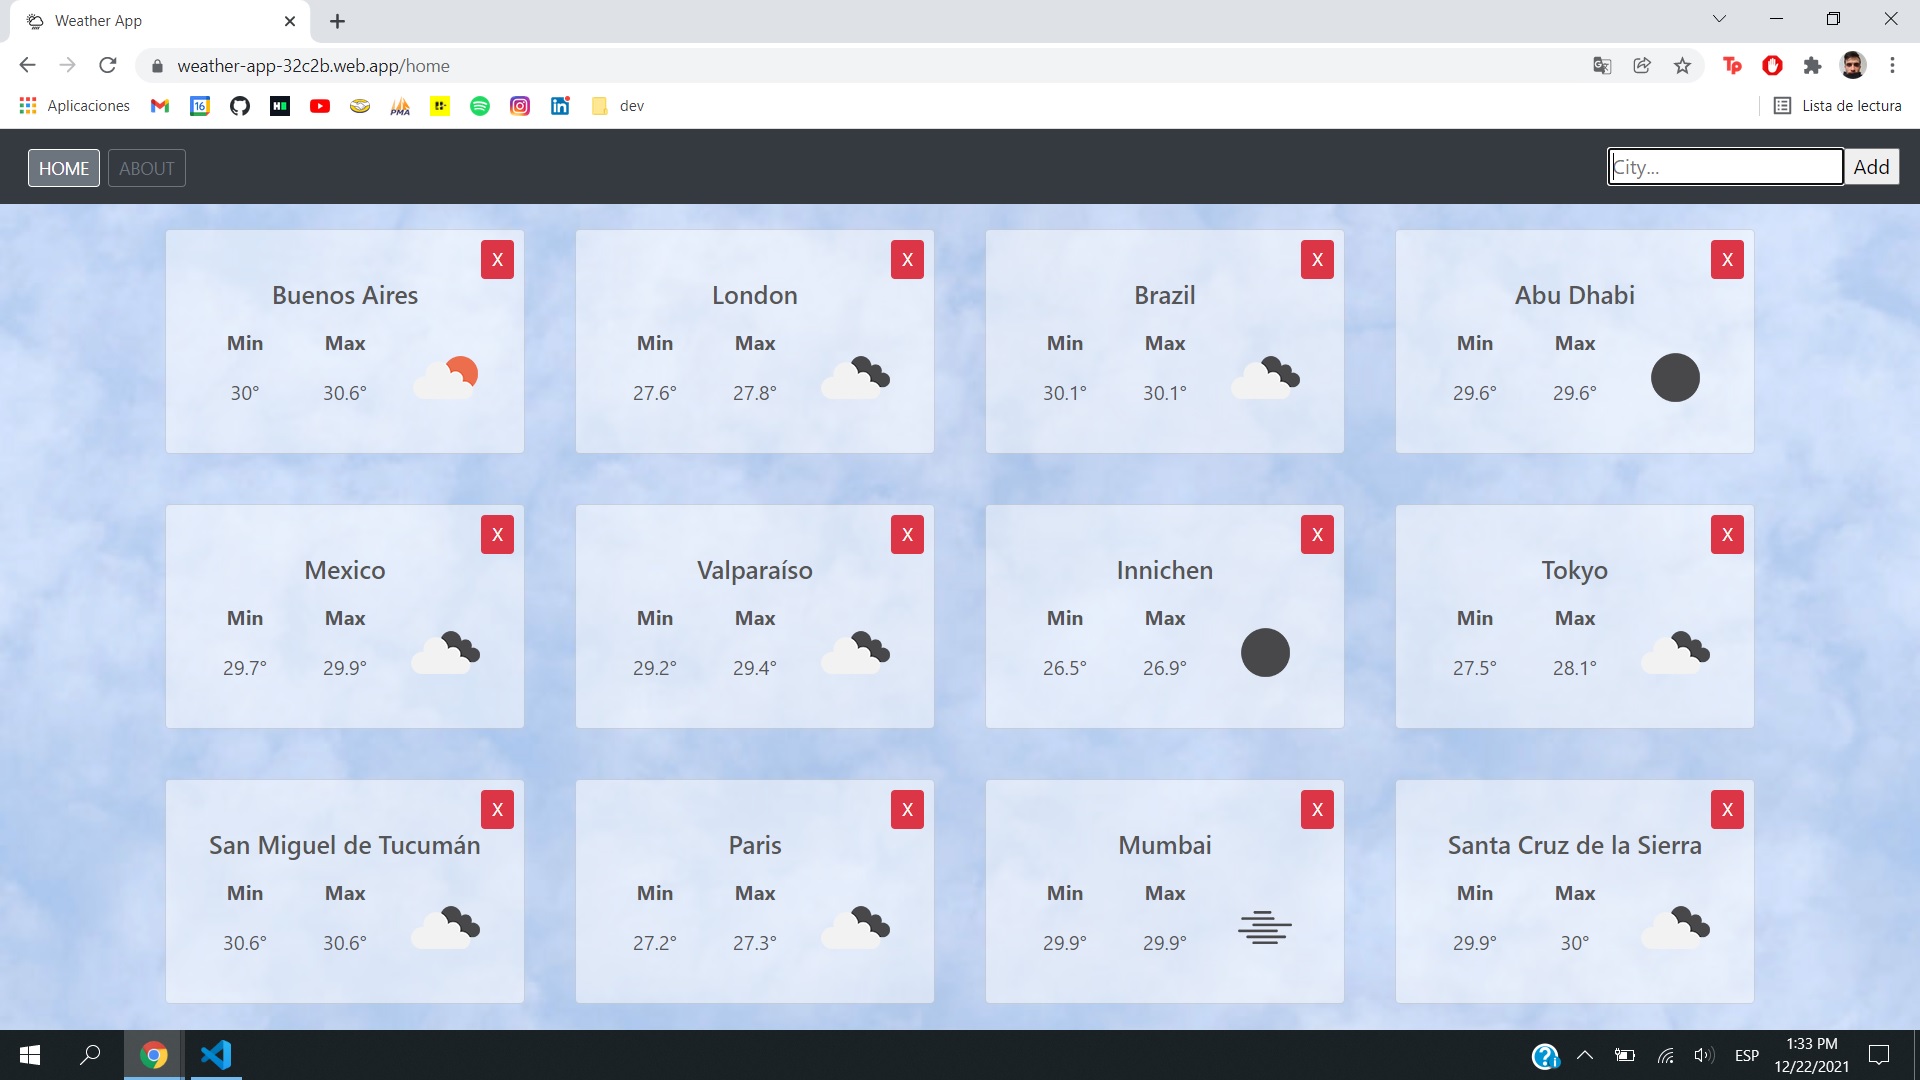 Weather App
weather-app-32c2b.web.app/home
Aplicaciones
16
PMA
dev
Lista de lectura
HOME
ABOUT
City...
Add
X
X
X
X
Buenos Aires
London
Brazil
Abu Dhabi
Min Max
Min Max
Min Max
Min Max
30° 30.6°
27.6° 27.8°
30.1° 30.1°
29.6° 29.6°
X
X
X
X
Mexico
Valparaíso
Innichen
Tokyo
Min Max
Min Max
Min Max
Min Max
29.7° 29.9°
29.2° 29.4°
26.5° 26.9°
27.5° 28.1°
X
X
X
X
San Miguel de Tucumán
Paris
Mumbai
Santa Cruz de la Sierra
Min Max
Min Max
Min Max
Min Max
30.6° 30.6°
27.2° 27.3°
29.9° 29.9°
29.9° 30°
ESP
1:33 PM
12/22/2021